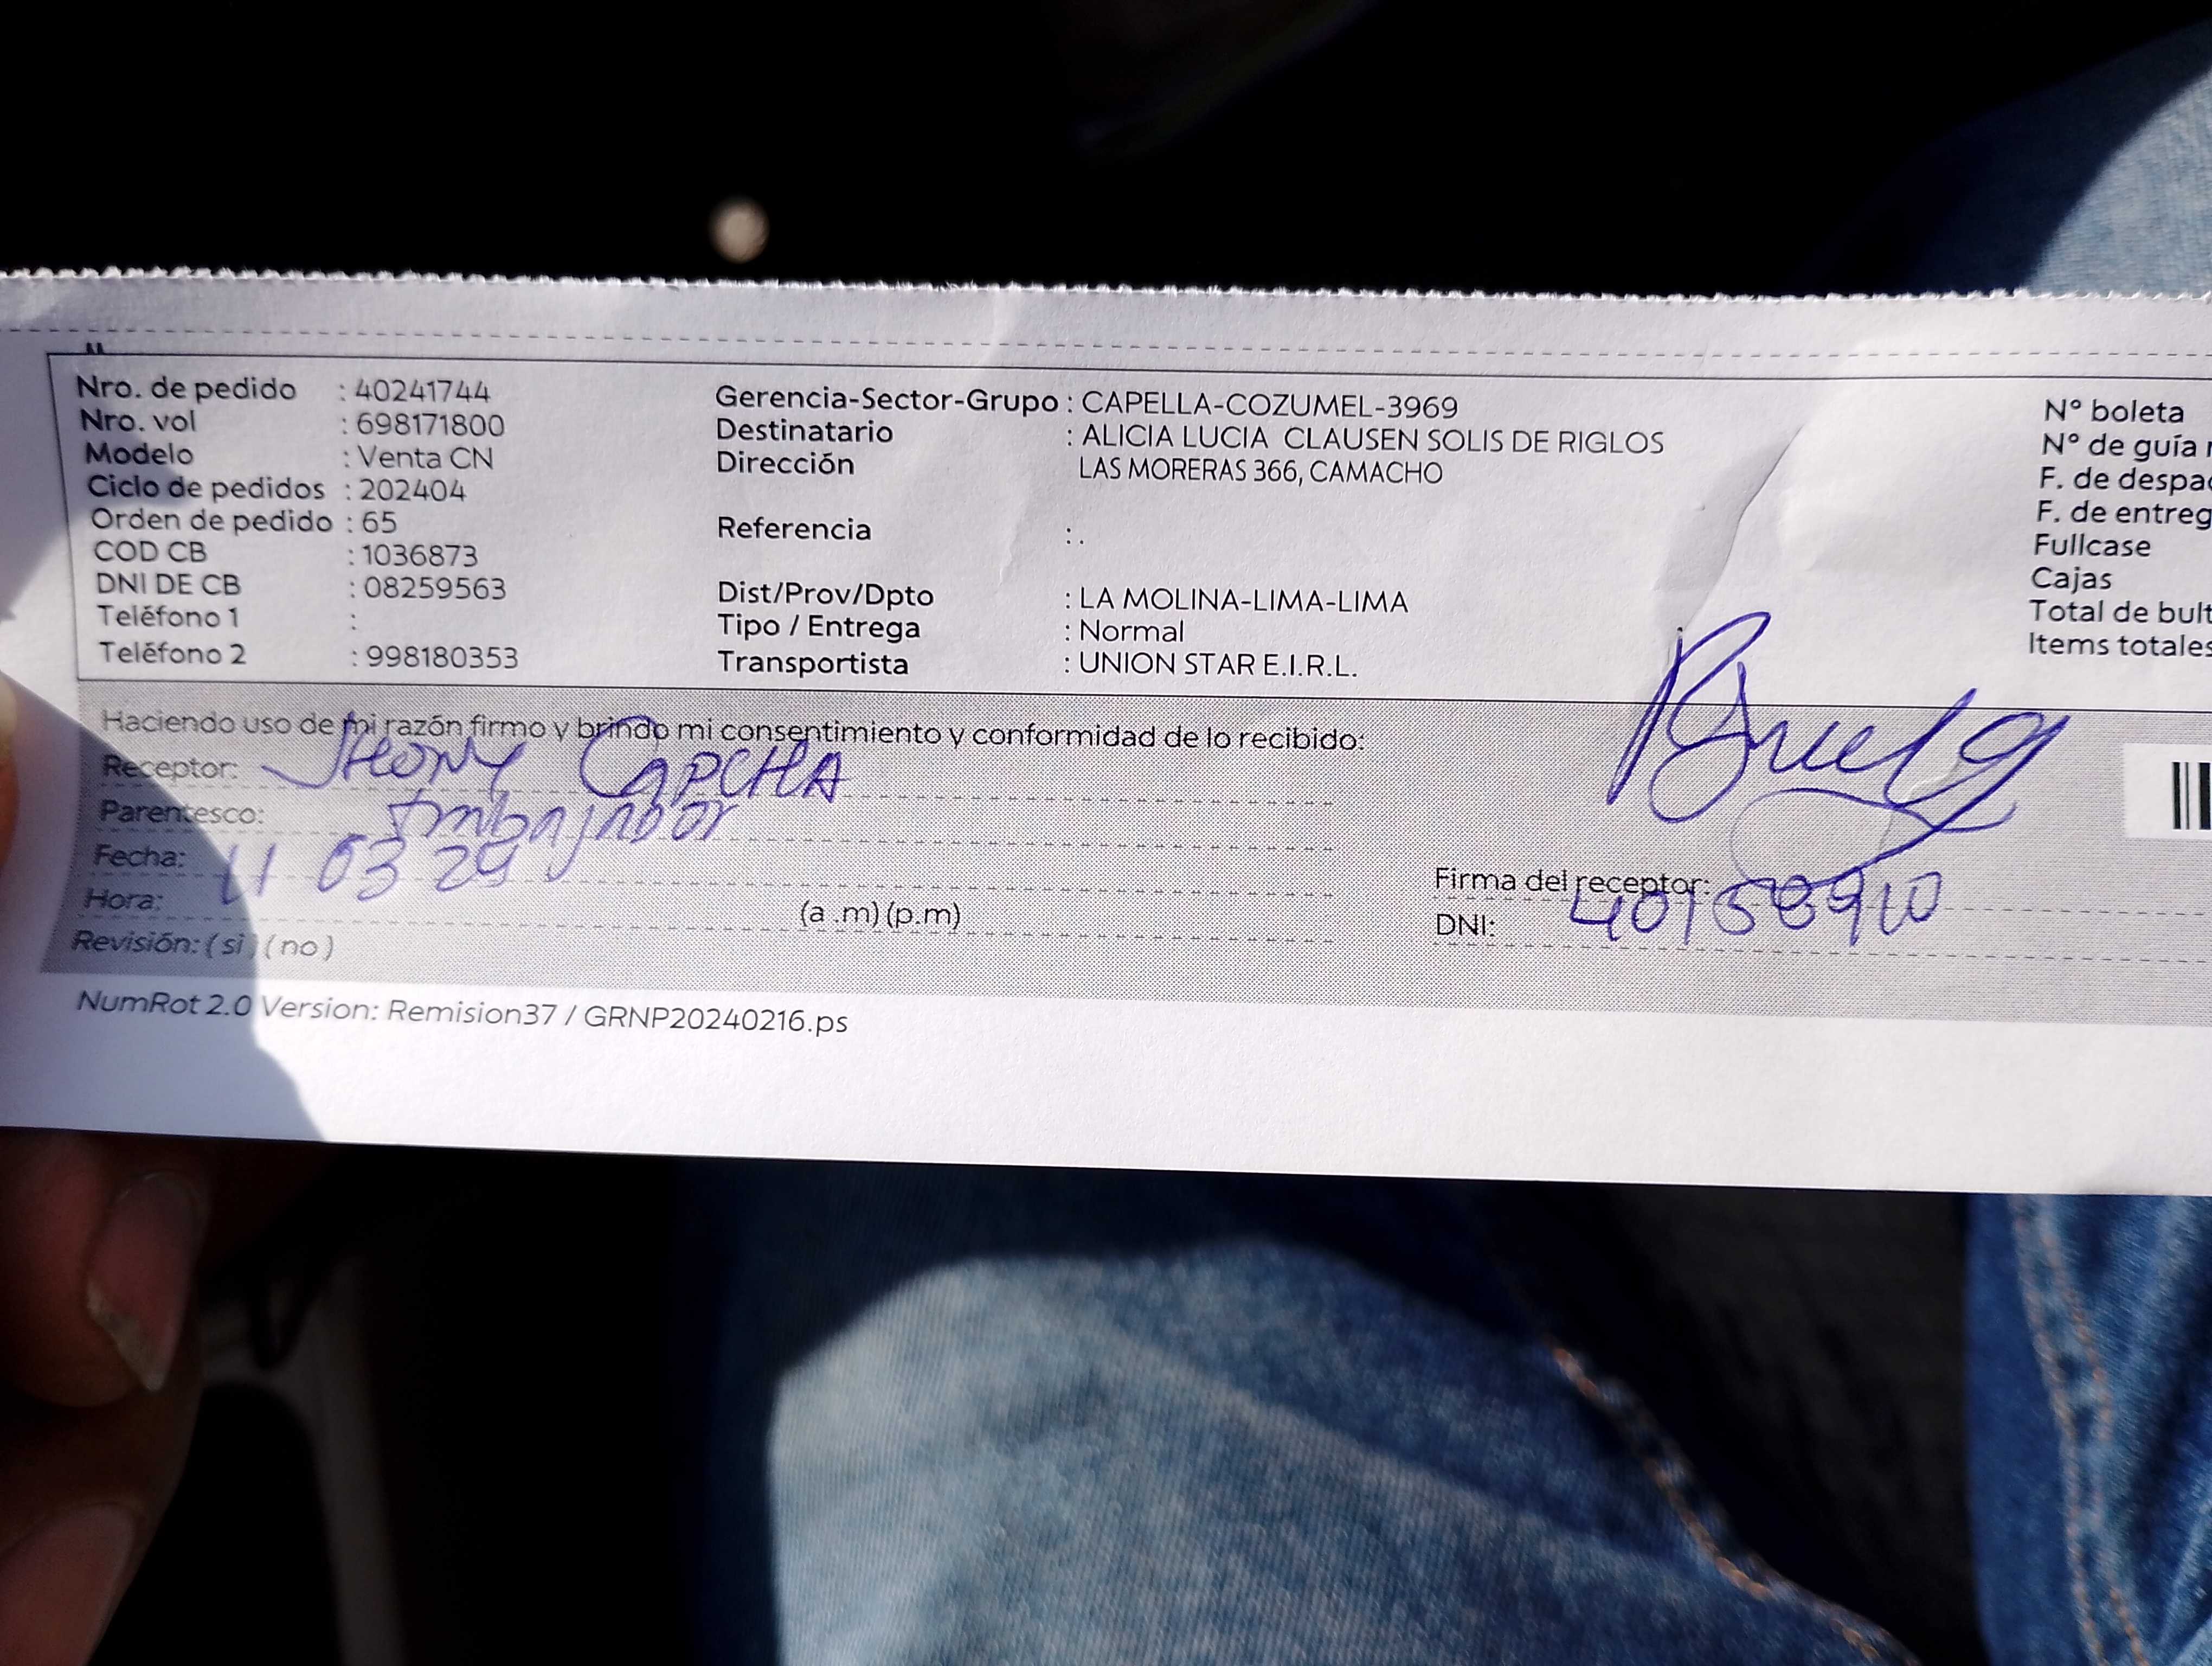 Nro. de pedido : 40241744
Nro. vol : 698171800
Modelo : Venta CN
Ciclo de pedidos : 202404
Orden de pedido : 65
COD CB : 1036873
DNI DE CB : 08259563
Teléfono 1 :
Teléfono 2 : 998180353
Gerencia-Sector-Grupo : CAPELLA-COZUMEL-3969
Destinatario : ALICIA LUCIA CLAUSEN SOLIS DE RIGLOS
Dirección LAS MORERAS 366, CAMACHO
Referencia : .
Dist/Prov/Dpto : LA MOLINA-LIMA-LIMA
Tipo / Entrega : Normal
Transportista : UNION STAR E.I.R.L.
N° boleta
N° de guía
F. de despa
F. de entreg
Fullcase
Cajas
Total de bult
Items totales
Haciendo uso de mi razón firmo y brindo mi consentimiento y conformidad de lo recibido:
Receptor: Jhony CAPCHA
Parentesco:
Fecha: 11 03 24
Hora: (a .m) (p.m)
Revisión: ( si ) ( no )
Firma del receptor:
DNI:
NumRot 2.0 Version: Remision37 / GRNP20240216.ps